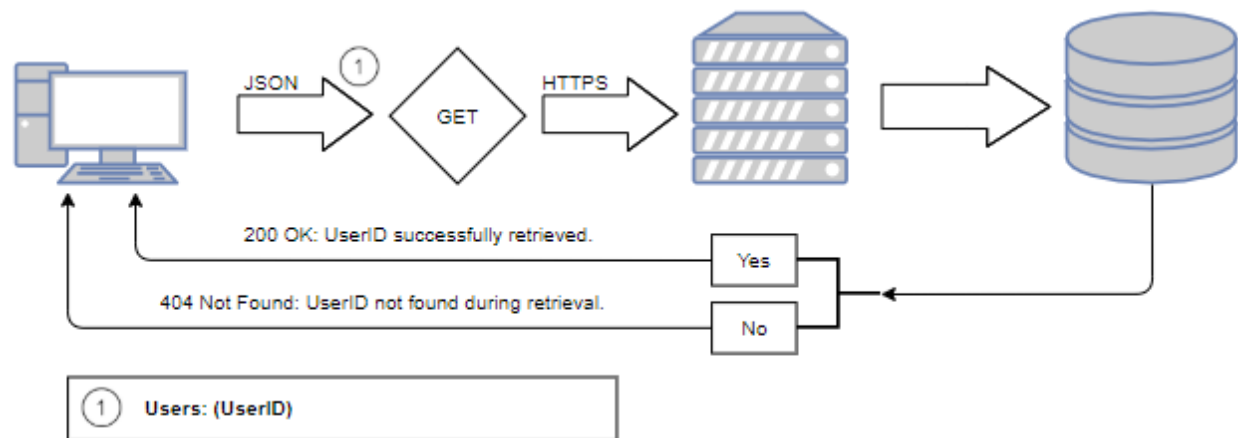 JSON
1
GET
HTTPS
200 OK: UserID successfully retrieved.
Yes
404 Not Found: UserID not found during retrieval.
No
1 Users: (UserID)